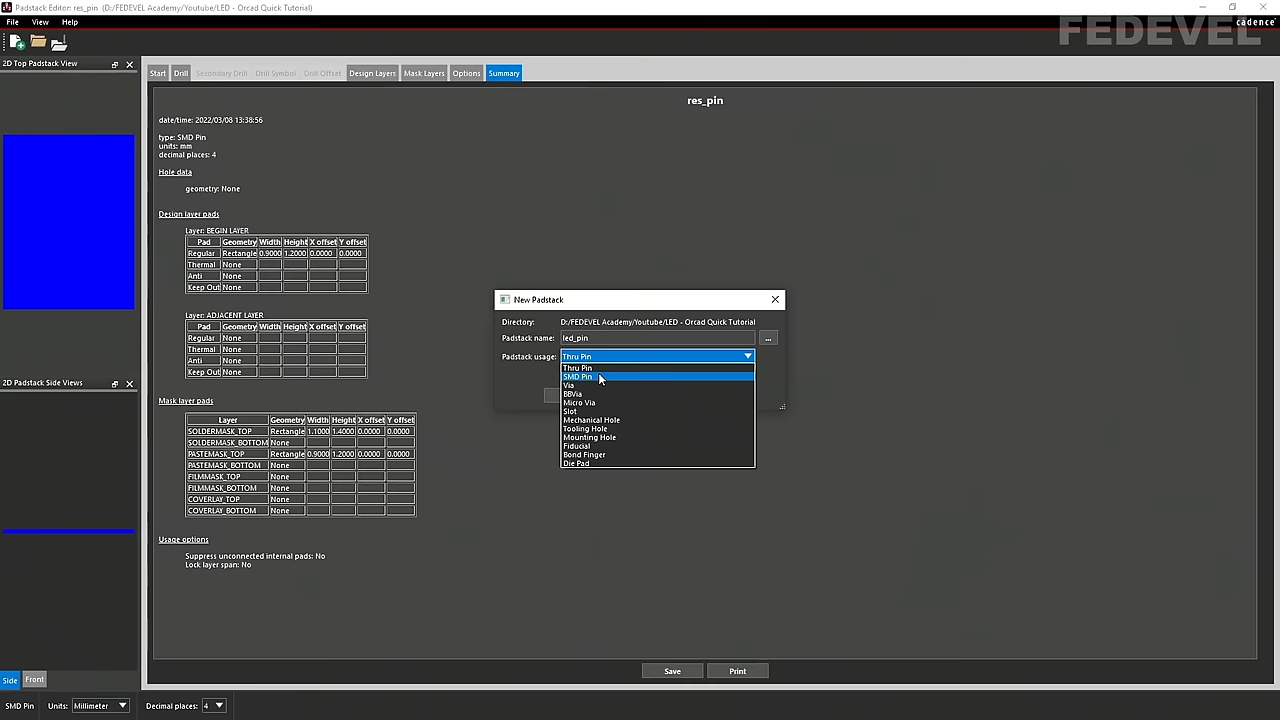 Padstack Editor: res_pin (D:/FEDEVEL Academy/Youtube/LED - Orcad Quick Tutorial)
File View Help
cadence
FEDEVEL
2D Top Padstack View
Start Drill Secondary Drill Drill Symbol Drill Offset Design Layers Mask Layers Options Summary
res_pin
date/time: 2022/03/08 13:38:56
type: SMD Pin
units: mm
decimal places: 4
Hole data
geometry: None
Design layer pads
Layer: BEGIN LAYER
Pad Geometry Width Height X offset Y offset
Regular Rectangle 0.9000 1.2000 0.0000 0.0000
Thermal None
Anti None
Keep Out None
Layer: ADJACENT LAYER
Pad Geometry Width Height X offset Y offset
Regular None
Thermal None
Anti None
Keep Out None
Mask layer pads
Layer Geometry Width Height X offset Y offset
SOLDERMASK_TOP Rectangle 1.1000 1.4000 0.0000 0.0000
SOLDERMASK_BOTTOM None
PASTEMASK_TOP Rectangle 0.9000 1.2000 0.0000 0.0000
PASTEMASK_BOTTOM None
FILMMASK_TOP None
FILMMASK_BOTTOM None
COVERLAY_TOP None
COVERLAY_BOTTOM None
Usage options
Suppress unconnected internal pads: No
Lock layer span: No
New Padstack
Directory: D:/FEDEVEL Academy/Youtube/LED - Orcad Quick Tutorial
Padstack name: led_pin ...
Padstack usage: Thru Pin
Thru Pin
SMD Pin
Via
BBVia
Micro Via
Slot
Mechanical Hole
Tooling Hole
Mounting Hole
Fiducial
Bond Finger
Die Pad
2D Padstack Side Views
Side Front
Save Print
SMD Pin Units: Millimeter Decimal places: 4